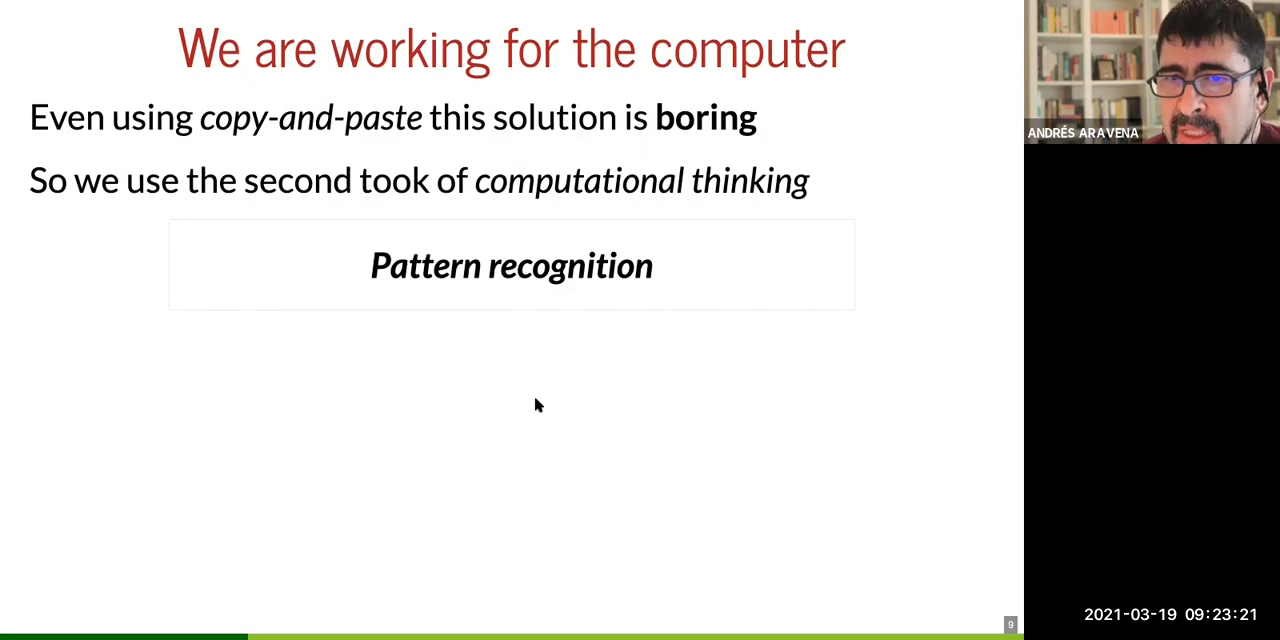 We are working for the computer
Even using copy-and-paste this solution is boring
So we use the second took of computational thinking
Pattern recognition
ANDRÉS ARAVENA
9
2021-03-19 09:23:21